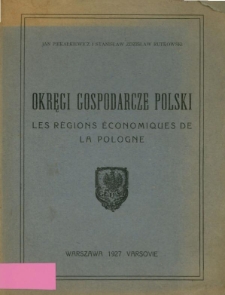 OKRĘGI GOSPODARCZE POLSKI
LES RÉGIONS ÉCONOMIQUES DE
LA POLOGNE
WARSZAWA 1927 VARSOVIE